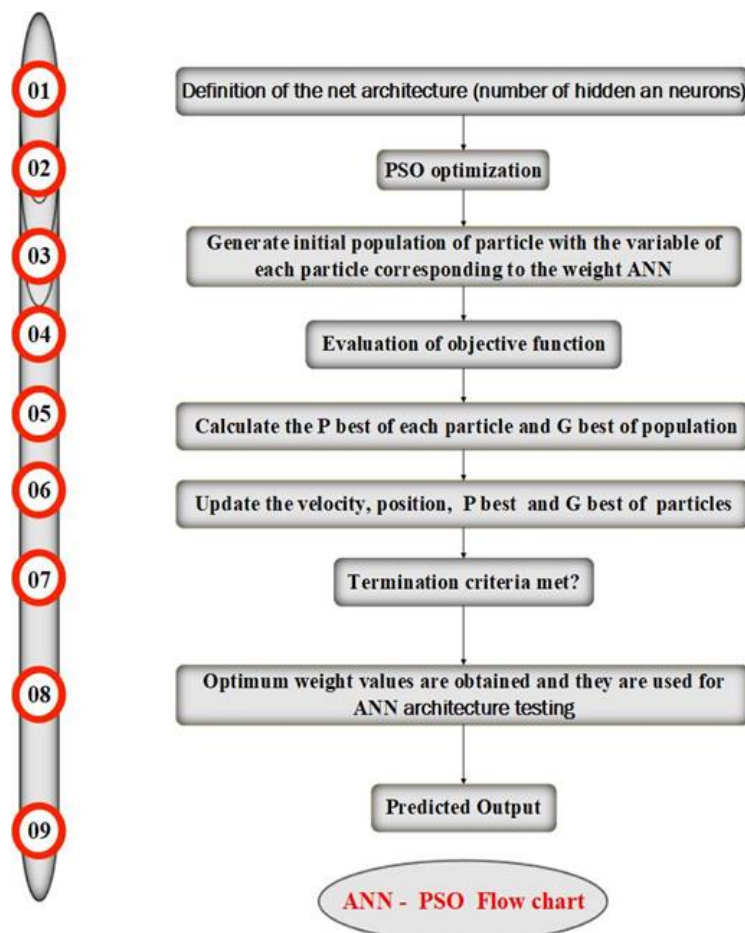 01
Definition of the net architecture (number of hidden an neurons)
02
PSO optimization
03
Generate initial population of particle with the variable of
each particle corresponding to the weight ANN
04
Evaluation of objective function
05
Calculate the P best of each particle and G best of population
06
Update the velocity, position, P best and G best of particles
07
Termination criteria met?
08
Optimum weight values are obtained and they are used for
ANN architecture testing
09
Predicted Output
ANN - PSO Flow chart